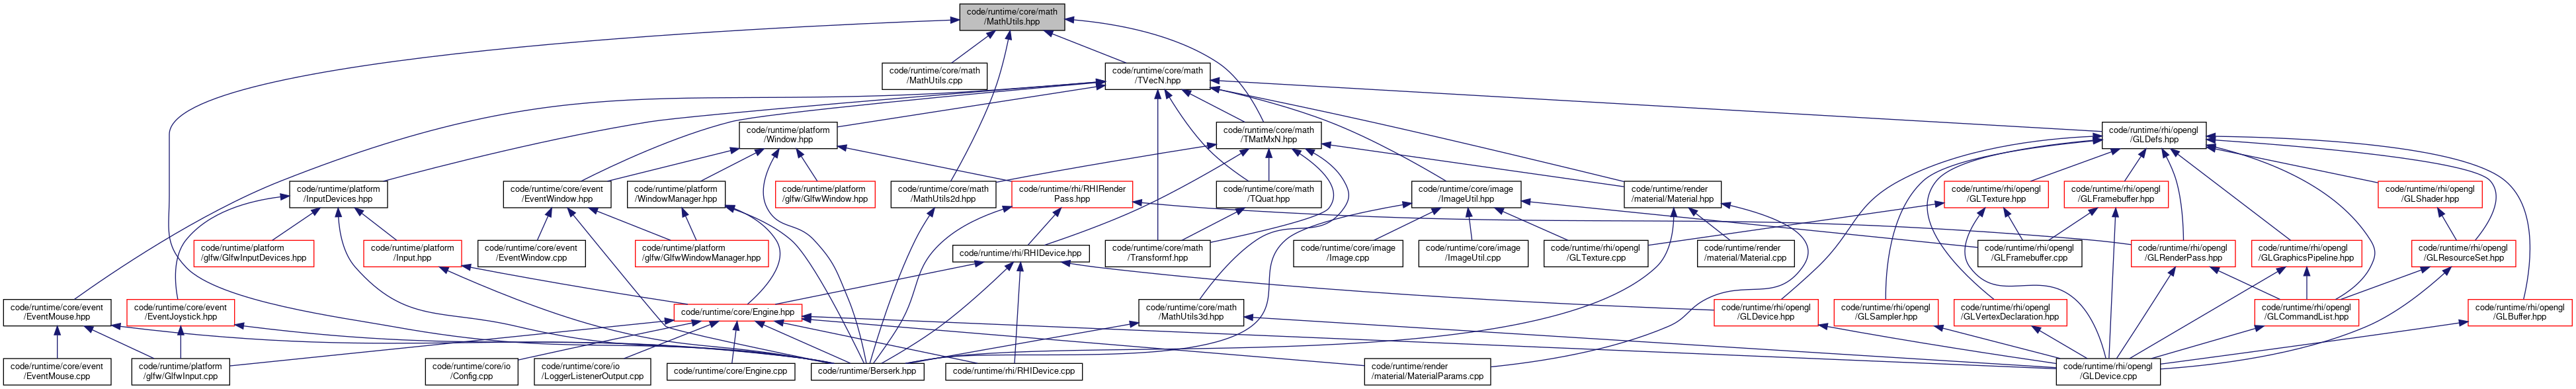 code/runtime/core/math
/MathUtils.hpp
code/runtime/core/math
/MathUtils.cpp
code/runtime/core/math
/TVecN.hpp
code/runtime/platform
/Window.hpp
code/runtime/core/math
/TMatMxN.hpp
code/runtime/rhi/opengl
/GLDefs.hpp
code/runtime/platform
/InputDevices.hpp
code/runtime/core/event
/EventWindow.hpp
code/runtime/platform
/WindowManager.hpp
code/runtime/platform
/glfw/GlfwWindow.hpp
code/runtime/core/math
/MathUtils2d.hpp
code/runtime/rhi/RHIRender
Pass.hpp
code/runtime/core/math
/TQuat.hpp
code/runtime/core/image
/ImageUtil.hpp
code/runtime/render
/material/Material.hpp
code/runtime/rhi/opengl
/GLTexture.hpp
code/runtime/rhi/opengl
/GLFramebuffer.hpp
code/runtime/rhi/opengl
/GLShader.hpp
code/runtime/platform
/glfw/GlfwInputDevices.hpp
code/runtime/platform
/Input.hpp
code/runtime/core/event
/EventWindow.cpp
code/runtime/platform
/glfw/GlfwWindowManager.hpp
code/runtime/rhi/RHIDevice.hpp
code/runtime/core/math
/Transformf.hpp
code/runtime/core/image
/Image.cpp
code/runtime/core/image
/ImageUtil.cpp
code/runtime/rhi/opengl
/GLTexture.cpp
code/runtime/render
/material/Material.cpp
code/runtime/rhi/opengl
/GLFramebuffer.cpp
code/runtime/rhi/opengl
/GLRenderPass.hpp
code/runtime/rhi/opengl
/GLGraphicsPipeline.hpp
code/runtime/rhi/opengl
/GLResourceSet.hpp
code/runtime/core/event
/EventMouse.hpp
code/runtime/core/event
/EventJoystick.hpp
code/runtime/core/Engine.hpp
code/runtime/core/math
/MathUtils3d.hpp
code/runtime/rhi/opengl
/GLDevice.hpp
code/runtime/rhi/opengl
/GLSampler.hpp
code/runtime/rhi/opengl
/GLVertexDeclaration.hpp
code/runtime/rhi/opengl
/GLCommandList.hpp
code/runtime/rhi/opengl
/GLBuffer.hpp
code/runtime/core/event
/EventMouse.cpp
code/runtime/platform
/glfw/GlfwInput.cpp
code/runtime/core/io
/Config.cpp
code/runtime/core/io
/LoggerListenerOutput.cpp
code/runtime/core/Engine.cpp
code/runtime/Berserk.hpp
code/runtime/rhi/RHIDevice.cpp
code/runtime/render
/material/MaterialParams.cpp
code/runtime/rhi/opengl
/GLDevice.cpp